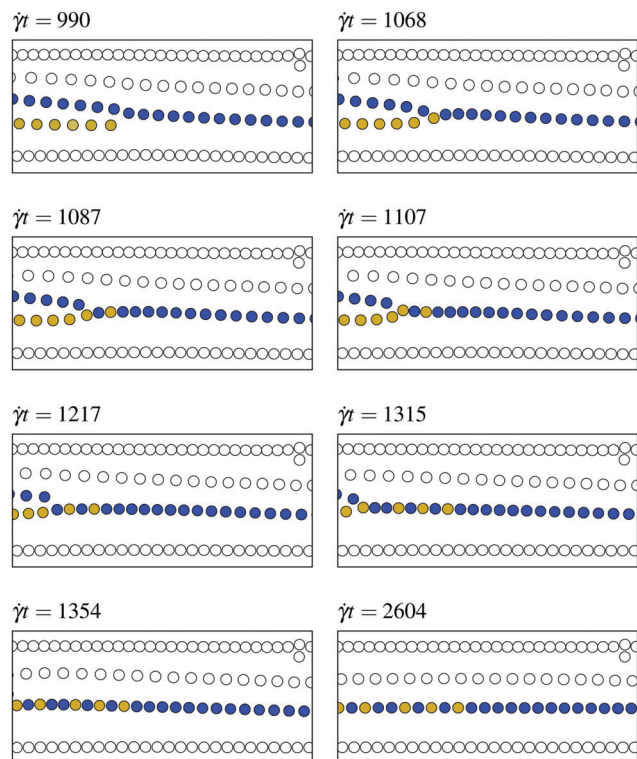 γ̇t = 990
γ̇t = 1068
γ̇t = 1087
γ̇t = 1107
γ̇t = 1217
γ̇t = 1315
γ̇t = 1354
γ̇t = 2604